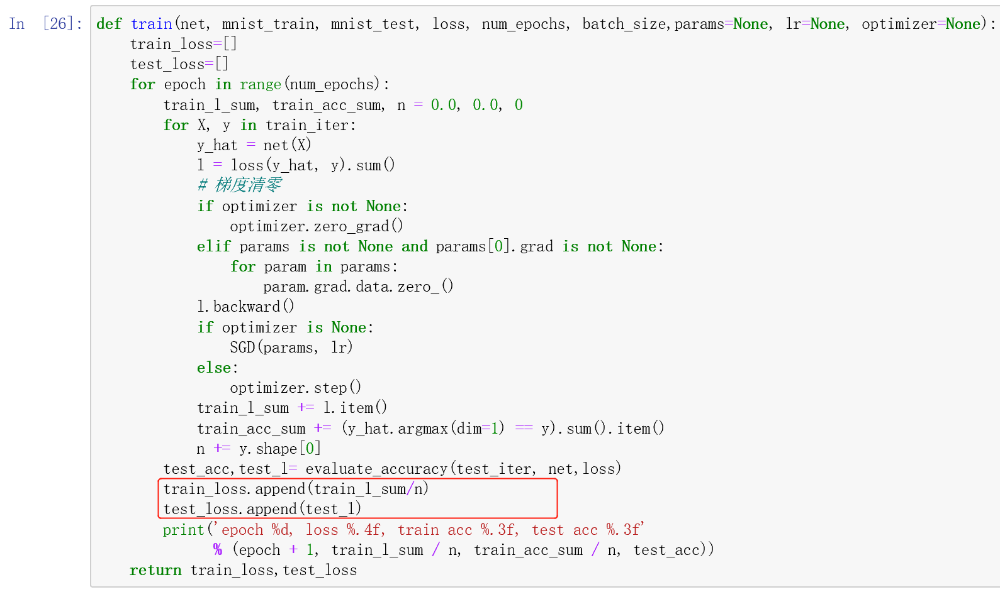 In [26]: def train(net, mnist_train, mnist_test, loss, num_epochs, batch_size,params=None, lr=None, optimizer=None):
train_loss=[]
test_loss=[]
for epoch in range(num_epochs):
train_l_sum, train_acc_sum, n = 0.0, 0.0, 0
for X, y in train_iter:
y_hat = net(X)
l = loss(y_hat, y).sum()
# 梯度清零
if optimizer is not None:
optimizer.zero_grad()
elif params is not None and params[0].grad is not None:
for param in params:
param.grad.data.zero_()
l.backward()
if optimizer is None:
SGD(params, lr)
else:
optimizer.step()
train_l_sum += l.item()
train_acc_sum += (y_hat.argmax(dim=1) == y).sum().item()
n += y.shape[0]
test_acc,test_l= evaluate_accuracy(test_iter, net,loss)
train_loss.append(train_l_sum/n)
test_loss.append(test_l)
print('epoch %d, loss %.4f, train acc %.3f, test acc %.3f'
% (epoch + 1, train_l_sum / n, train_acc_sum / n, test_acc))
return train_loss,test_loss